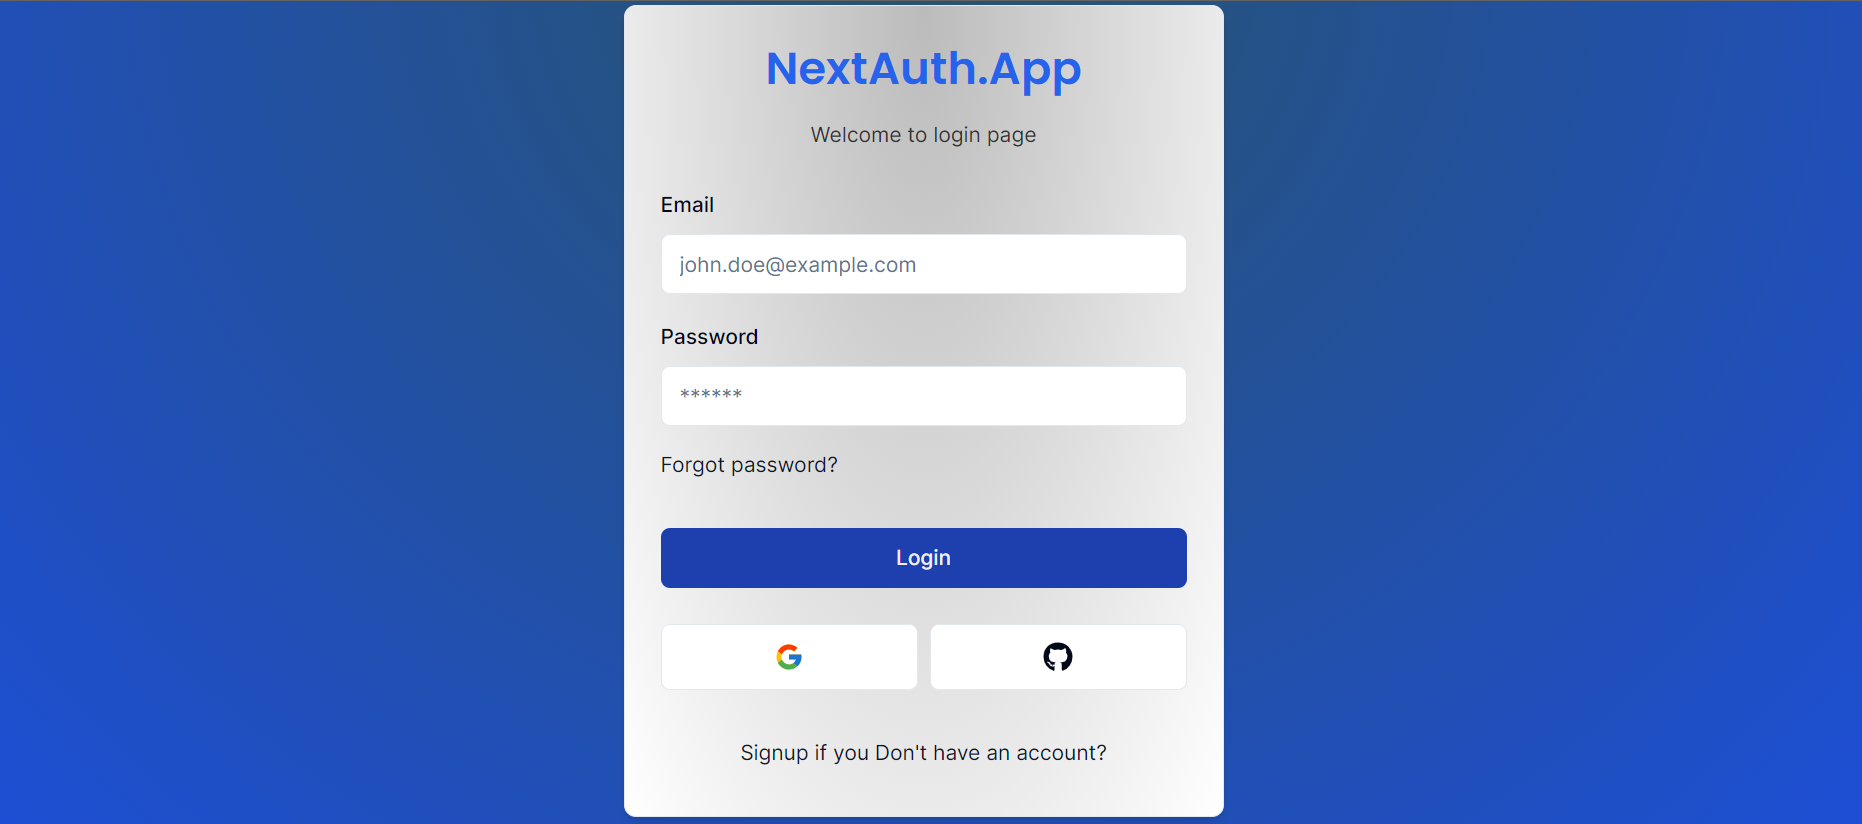 NextAuth.App
Welcome to login page
Email
john.doe@example.com
Password
******
Forgot password?
Login
Signup if you Don't have an account?